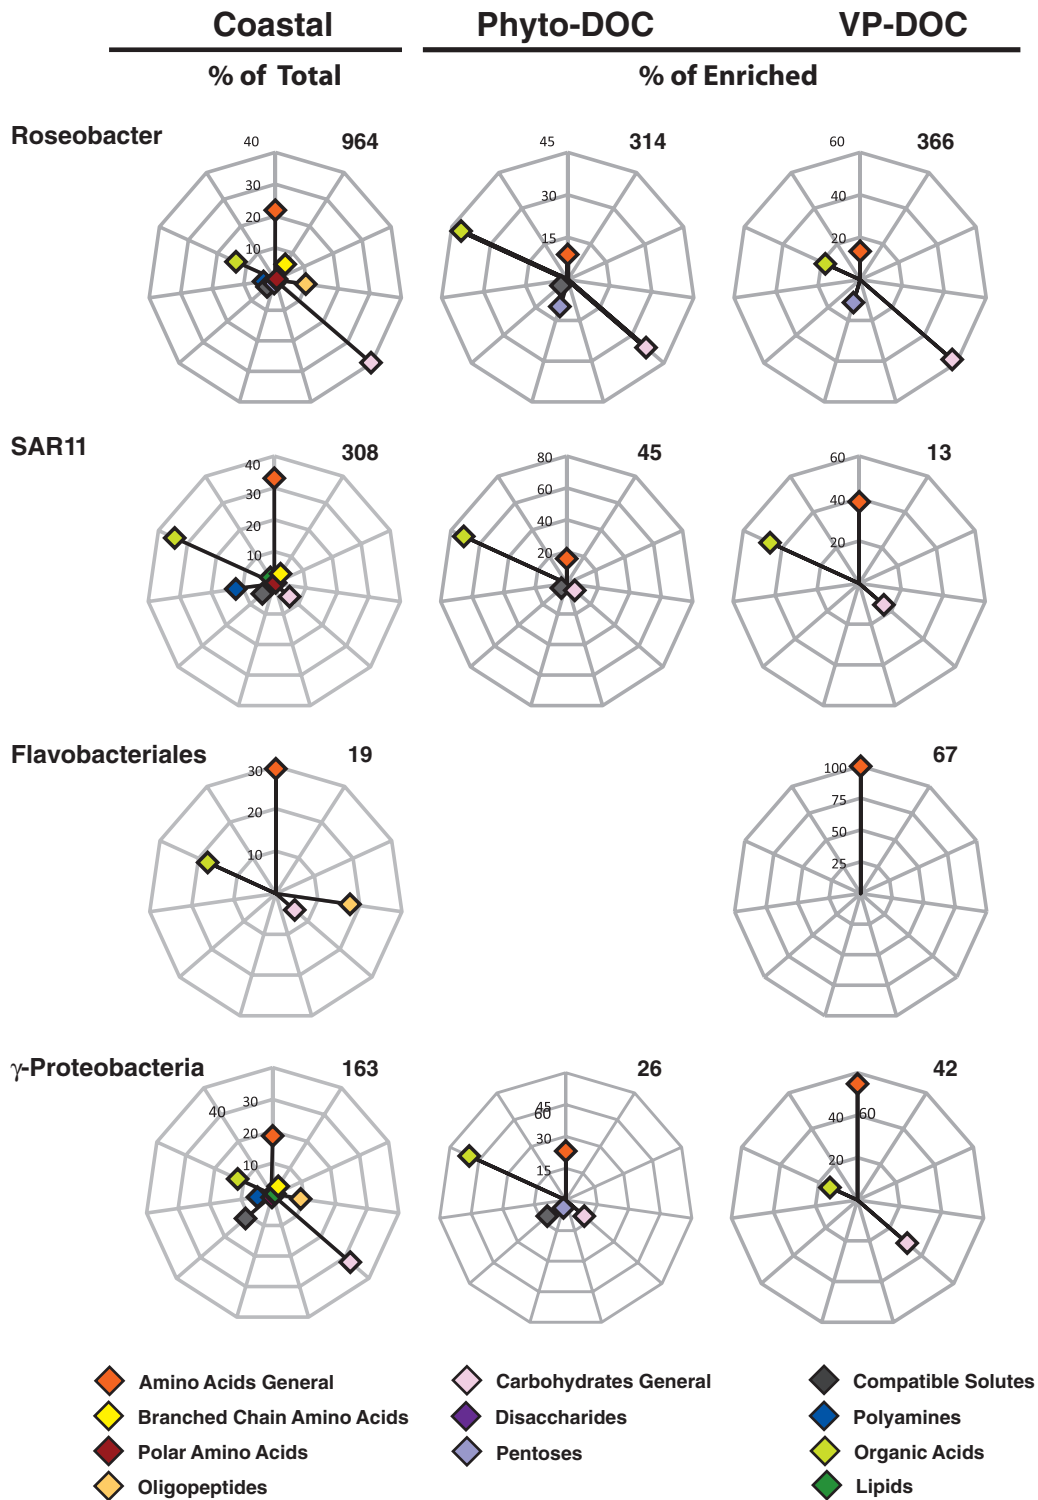 Coastal Phyto-DOC VP-DOC
% of Total % of Enriched
Roseobacter
40 964 45 314 60 366
30 30 40
20 15 20
10
SAR11
308 80 45 60 13
40 60 40
30 40 20
20 20
10
Flavobacteriales
19 67
30 100
20 75
10 50
25
γ-Proteobacteria
163 26 42
30 45 40 60
40 60
20 30 20
10 15
Amino Acids General Carbohydrates General Compatible Solutes
Branched Chain Amino Acids Disaccharides Polyamines
Polar Amino Acids Pentoses Organic Acids
Oligopeptides Lipids